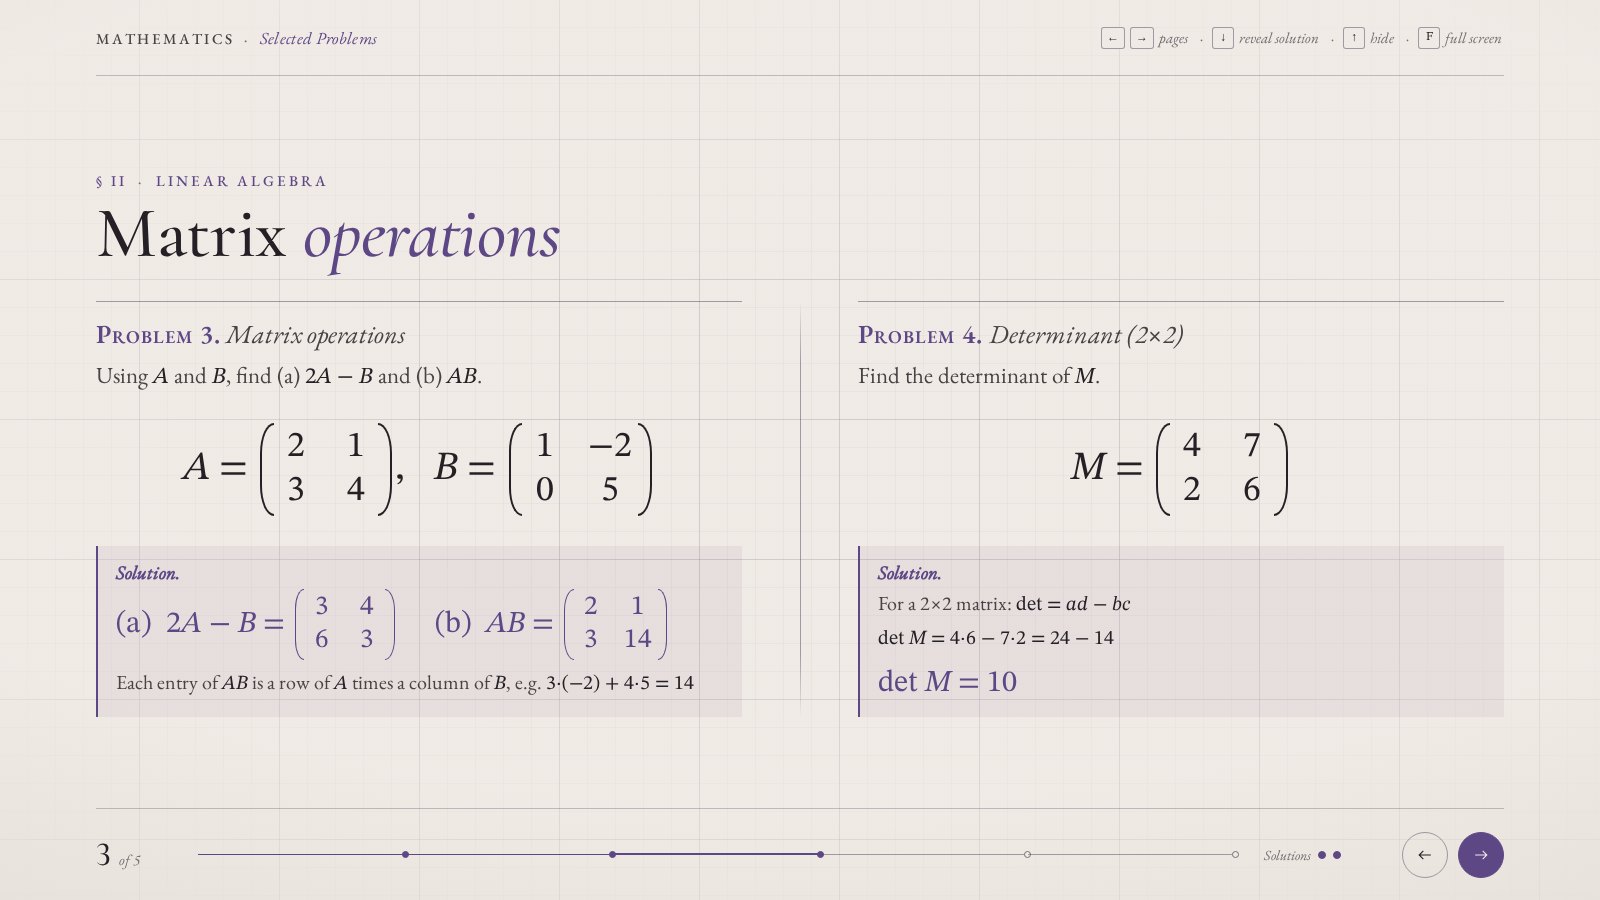 MATHEMATICS · Selected Problems
← → pages · ↓ reveal solution · ↑ hide · F full screen
§ II · LINEAR ALGEBRA
Matrix operations
PROBLEM 3. Matrix operations
Using A and B, find (a) 2A − B and (b) AB.
A = ( 2 1
3 4 ), B = ( 1 −2
0 5 )
Solution.
(a) 2A − B = ( 3 4
6 3 ) (b) AB = ( 2 1
3 14 )
Each entry of AB is a row of A times a column of B, e.g. 3·(−2) + 4·5 = 14
PROBLEM 4. Determinant (2×2)
Find the determinant of M.
M = ( 4 7
2 6 )
Solution.
For a 2×2 matrix: det = ad − bc
det M = 4·6 − 7·2 = 24 − 14
det M = 10
3 of 5
Solutions
← →